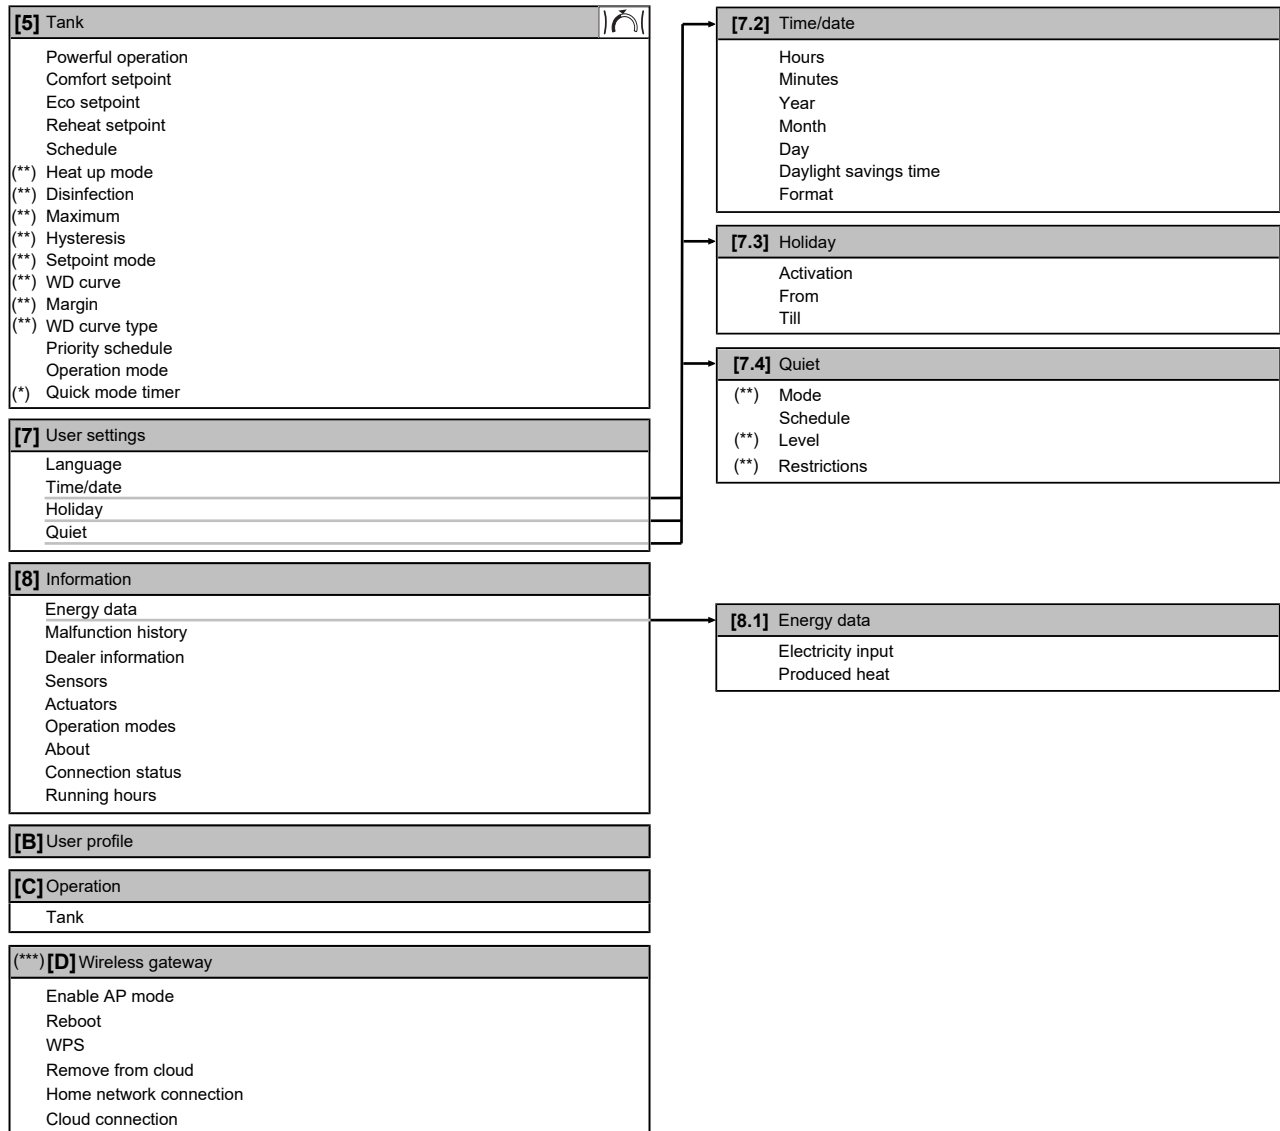 [5] Tank
Powerful operation
Comfort setpoint
Eco setpoint
Reheat setpoint
Schedule
(**) Heat up mode
(**) Disinfection
(**) Maximum
(**) Hysteresis
(**) Setpoint mode
(**) WD curve
(**) Margin
(**) WD curve type
Priority schedule
Operation mode
(*) Quick mode timer
[7] User settings
Language
Time/date
Holiday
Quiet
[8] Information
Energy data
Malfunction history
Dealer information
Sensors
Actuators
Operation modes
About
Connection status
Running hours
[B] User profile
[C] Operation
Tank
(***) [D] Wireless gateway
Enable AP mode
Reboot
WPS
Remove from cloud
Home network connection
Cloud connection
[7.2] Time/date
Hours
Minutes
Year
Month
Day
Daylight savings time
Format
[7.3] Holiday
Activation
From
Till
[7.4] Quiet
(**) Mode
Schedule
(**) Level
(**) Restrictions
[8.1] Energy data
Electricity input
Produced heat